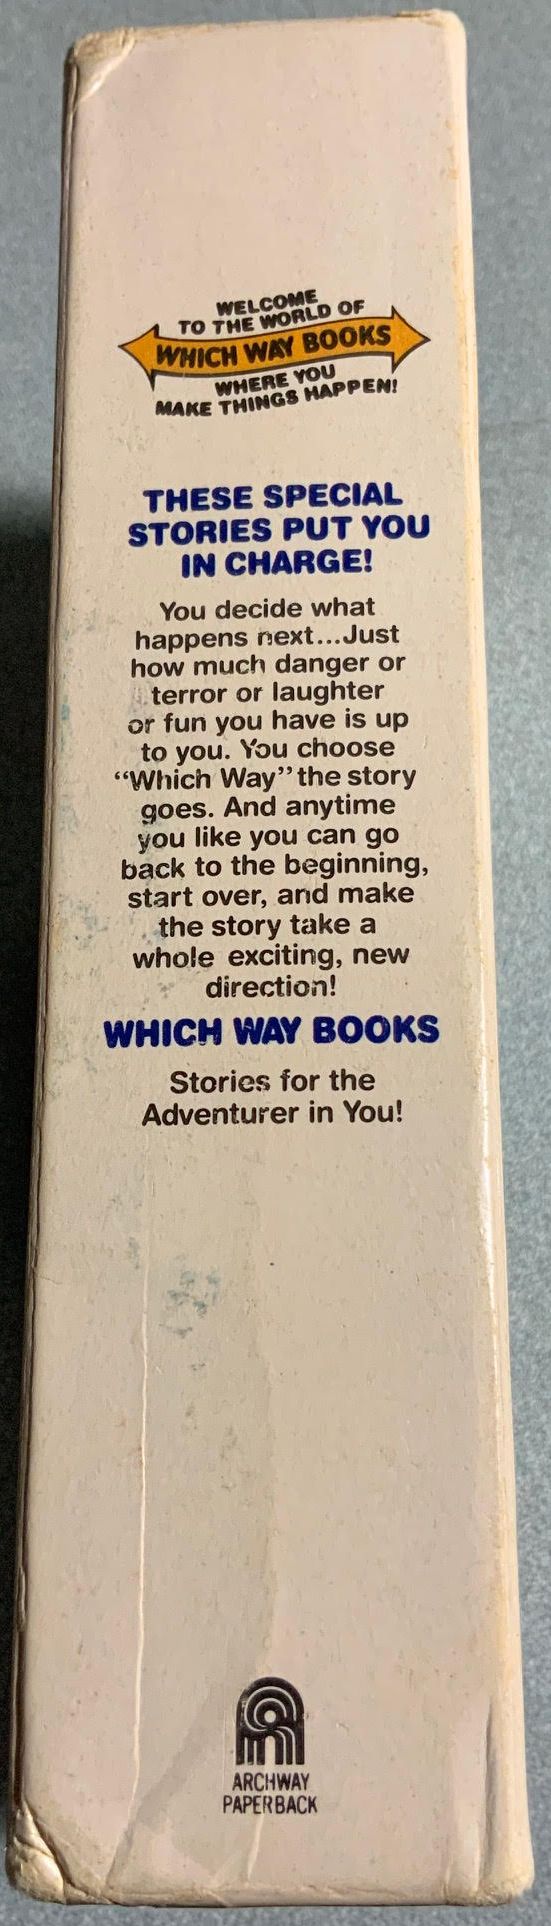 WELCOME
TO THE WORLD OF
WHICH WAY BOOKS
WHERE YOU
MAKE THINGS HAPPEN!
THESE SPECIAL
STORIES PUT YOU
IN CHARGE!
You decide what
happens next...Just
how much danger or
terror or laughter
or fun you have is up
to you. You choose
“Which Way” the story
goes. And anytime
you like you can go
back to the beginning,
start over, and make
the story take a
whole exciting, new
direction!
WHICH WAY BOOKS
Stories for the
Adventurer in You!
ARCHWAY
PAPERBACK